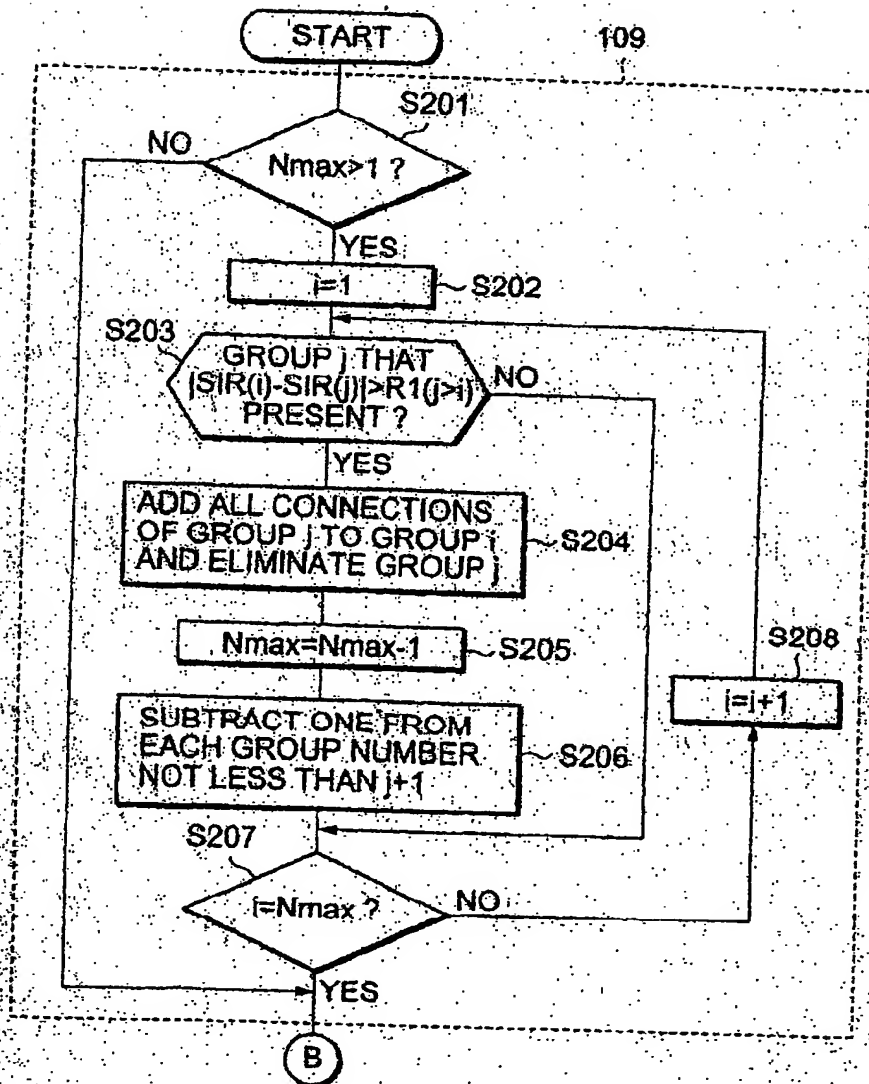 START
109
S201
NO
Nmax>1 ?
YES
i=1
S202
S203
GROUP j THAT
|SIR(i)-SIR(j)|>R1(j>i)
PRESENT ?
NO
YES
ADD ALL CONNECTIONS
OF GROUP j TO GROUP i
AND ELIMINATE GROUP j
S204
Nmax=Nmax-1
S205
S208
i=i+1
SUBTRACT ONE FROM
EACH GROUP NUMBER
NOT LESS THAN j+1
S206
S207
i=Nmax ?
NO
YES
B